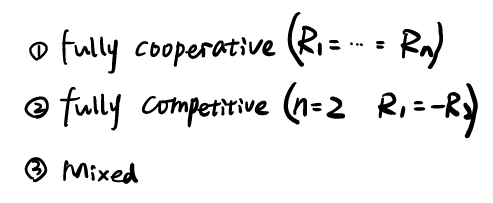 ① fully cooperative (R₁ = ··· = Rₙ)
② fully competitive (n=2 R₁ = -R₂)
③ Mixed